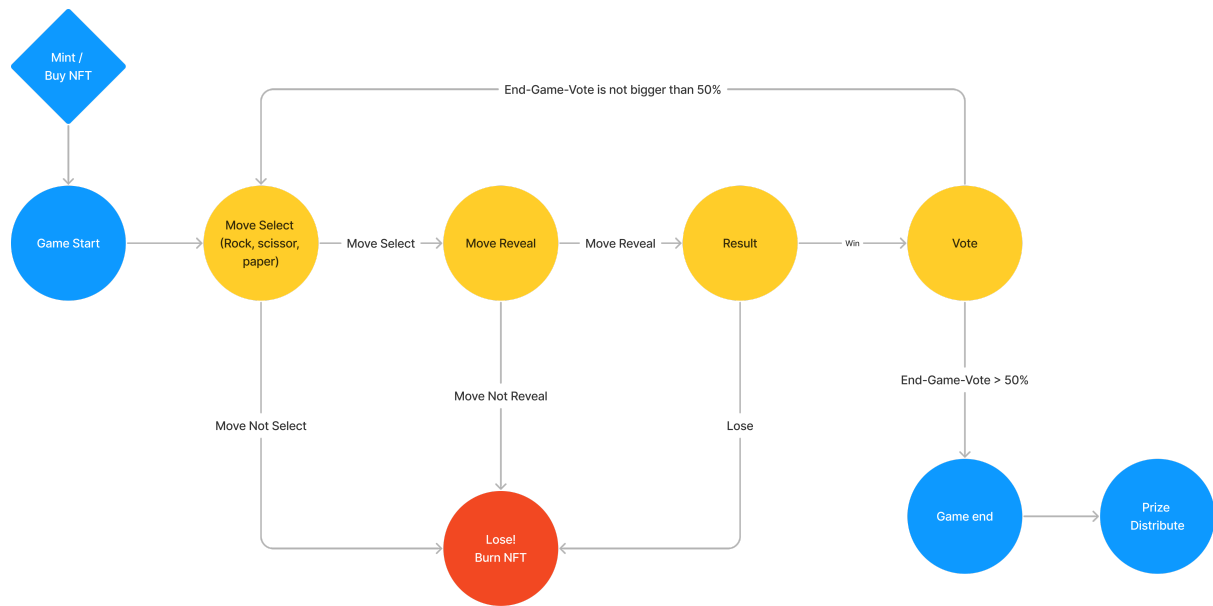 Mint /
Buy NFT
End-Game-Vote is not bigger than 50%
Game Start
Move Select
(Rock, scissor,
paper)
Move Select
Move Reveal
Move Reveal
Result
Win
Vote
End-Game-Vote > 50%
Move Not Reveal
Move Not Select
Lose
Game end
Prize
Distribute
Lose!
Burn NFT